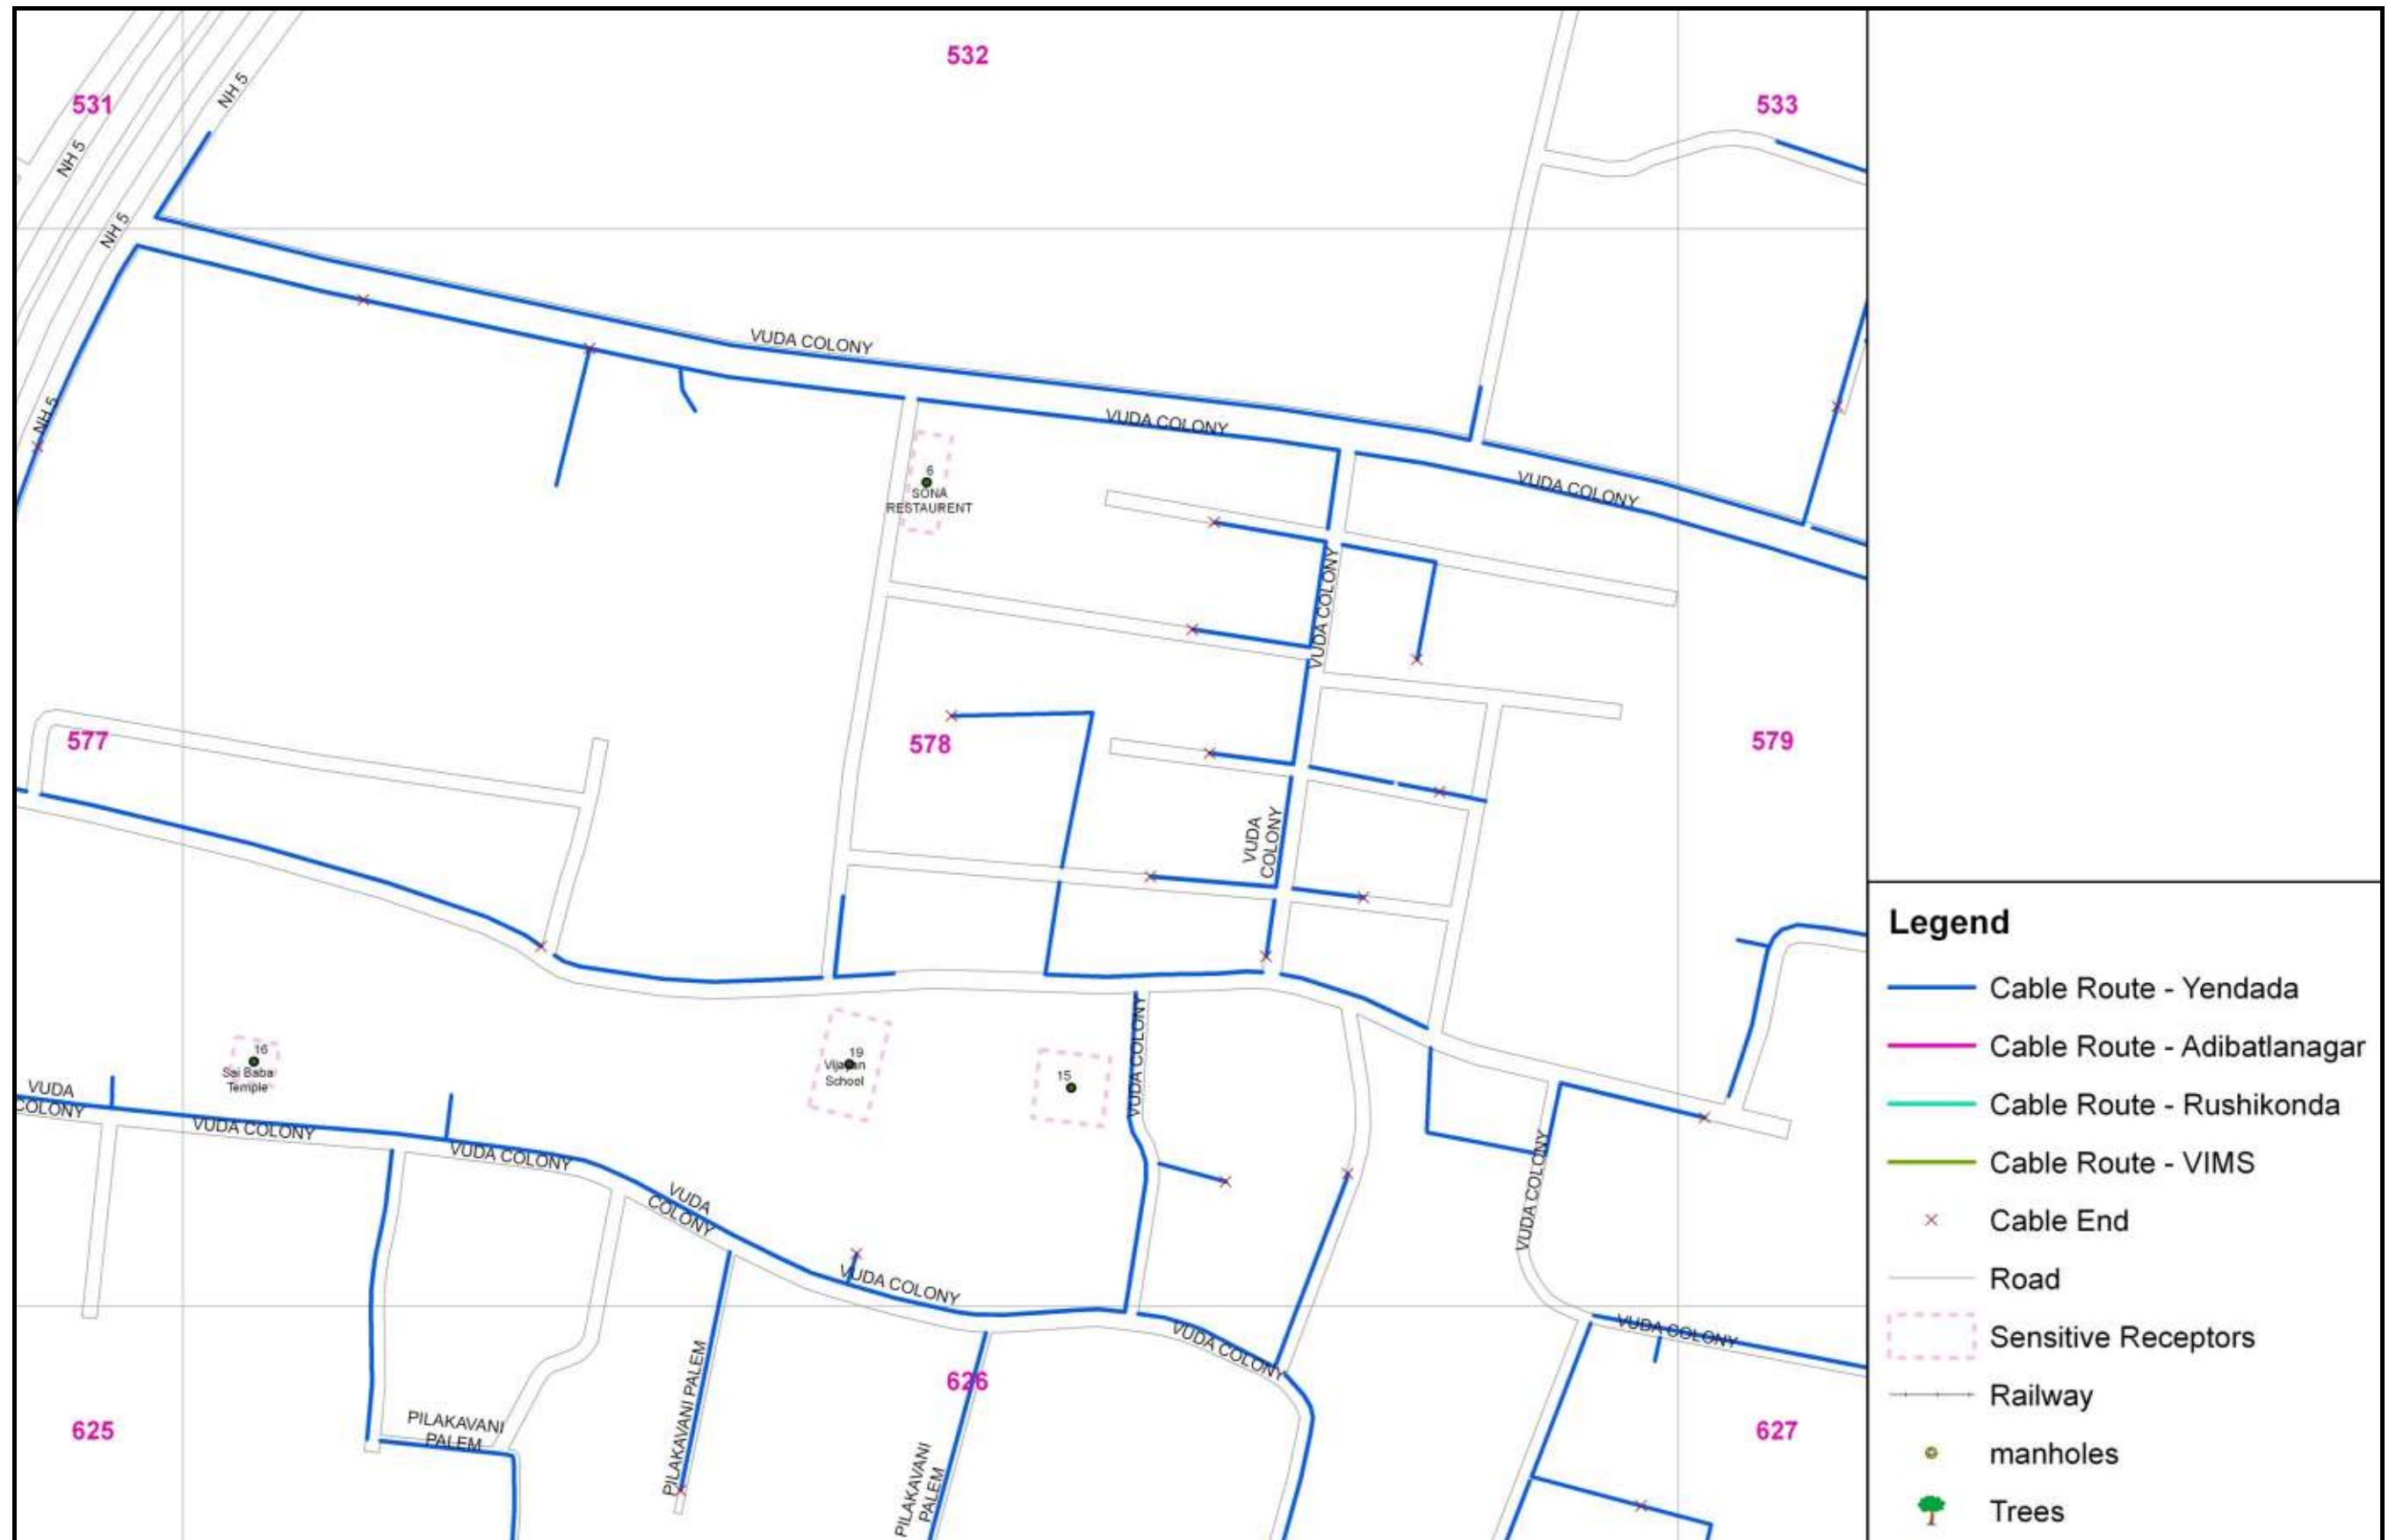 532
531
533
NH 5
NH 5
NH 5
NH 5
VUDA COLONY
VUDA COLONY
VUDA COLONY
6
SONA
RESTAURENT
VUDA COLONY
577
578
579
VUDA
COLONY
16
Sai Baba
Temple
19
School
15
VUDA COLONY
VUDA
COLONY
VUDA COLONY
VUDA COLONY
VUDA
COLONY
VUDA COLONY
VUDA COLONY
VUDA COLONY
VUDA COLONY
PILAKAVANI PALEM
626
625
627
PILAKAVANI
PALEM
PILAKAVANI
PALEM
Legend
Cable Route - Yendada
Cable Route - Adibatlanagar
Cable Route - Rushikonda
Cable Route - VIMS
Cable End
Road
Sensitive Receptors
Railway
manholes
Trees